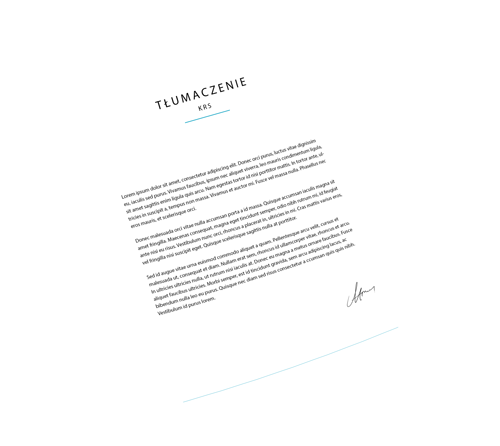 TŁUMACZENIE
KRS
Lorem ipsum dolor sit amet, consectetur adipiscing elit. Donec orci purus, luctus vitae dignissim
eu, iaculis sed purus. Vivamus faucibus, ipsum nec aliquet viverra, leo mauris condimentum ligula,
sit amet sagittis enim ligula quis arcu. Nam egestas tortor id nisi porttitor mattis. In tortor ante, ul-
tricies in suscipit a, tempus non massa. Vivamus et auctor mi. Fusce vel massa nulla. Phasellus nec
eros mauris, et scelerisque orci.
Donec malesuada orci vitae nulla accumsan porta a id massa. Quisque accumsan iaculis magna ut
amet fringilla. Maecenas consequat, magna eget tincidunt semper, odio nibh rutrum mi, id feugiat
ante nisi eu risus. Vestibulum nunc orci, rhoncus a placerat in, ultricies in mi. Cras mattis varius eros,
vel fringilla nisi suscipit eget. Quisque scelerisque sagittis nulla at porttitor.
Sed id augue vitae urna euismod commodo aliquet a quam. Pellentesque arcu velit, cursus et
malesuada ut, consequat et diam. Nullam erat sem, rhoncus id ullamcorper vitae, rhoncus et arcu.
In ultricies ultricies nulla, ut rutrum nisi iaculis at. Donec eu magna a metus ornare faucibus. Fusce
aliquet faucibus ultricies. Morbi semper, est id tincidunt gravida, sem arcu adipiscing lacus, ac
bibendum nulla leo eu purus. Quisque nec diam sed risus consectetur a ccumsan quis quis nibh.
Vestibulum id purus lorem.